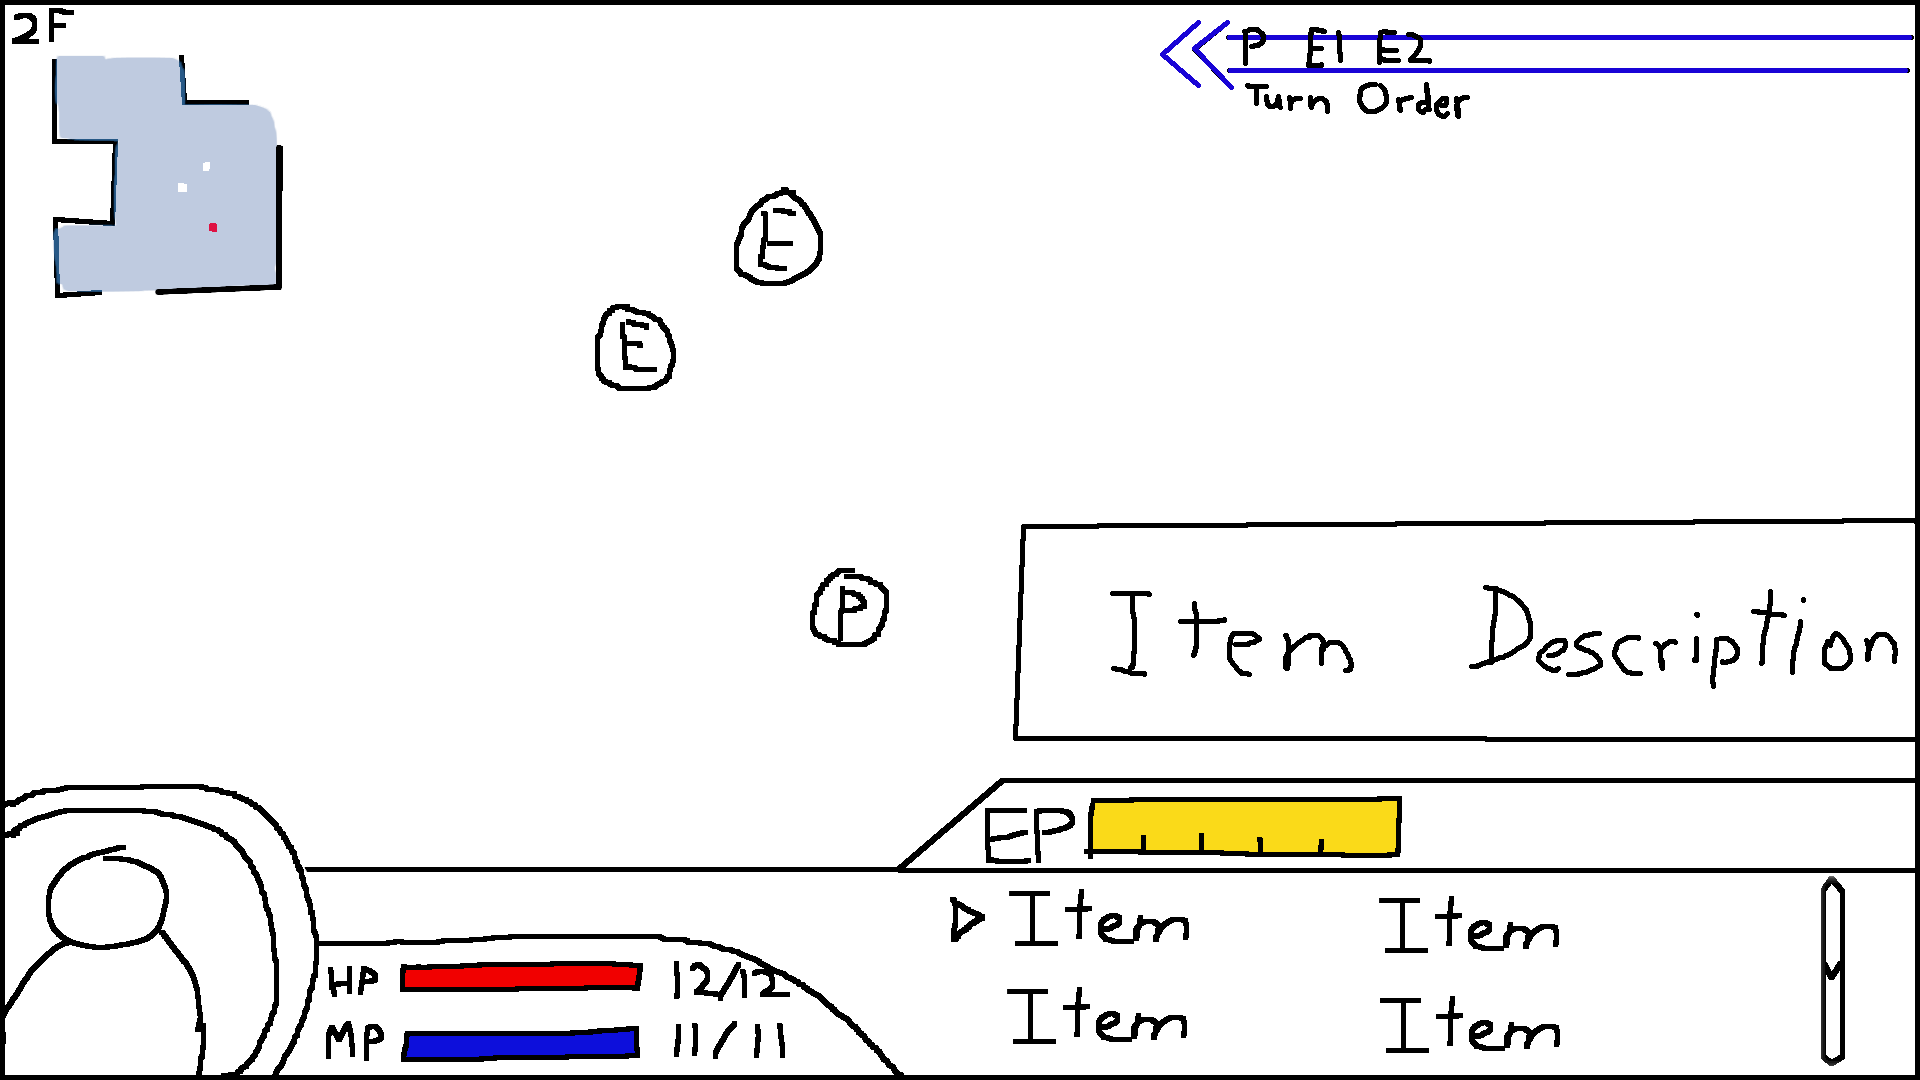 2F
P E1 E2
Turn Order
E
E
P
Item Description
EP
Item Item
Item Item
HP 12/12
MP 11/11